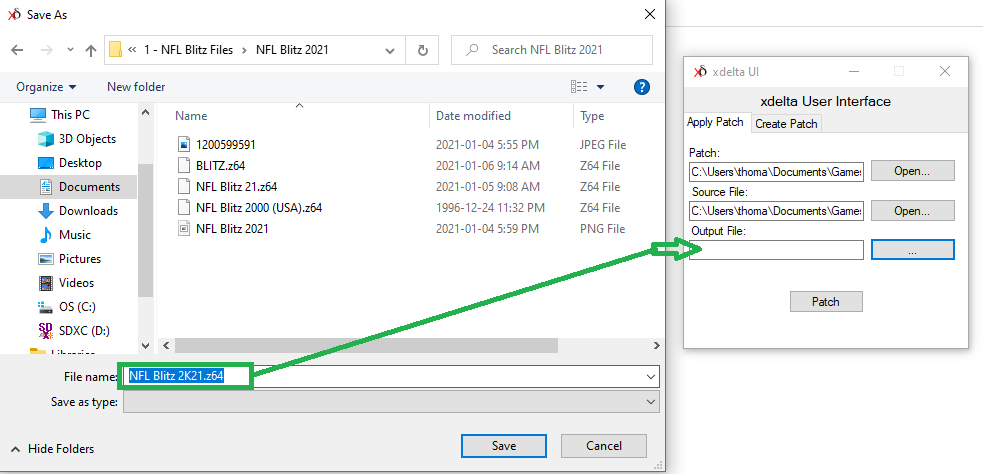 Save As
« 1 - NFL Blitz Files › NFL Blitz 2021
Search NFL Blitz 2021
Organize
New folder
This PC
3D Objects
Desktop
Documents
Downloads
Music
Pictures
Videos
OS (C:)
SDXC (D:)
Libraries
Name Date modified Type
1200599591 2021-01-04 5:55 PM JPEG File
BLITZ.z64 2021-01-06 9:14 AM Z64 File
NFL Blitz 21.z64 2021-01-05 9:08 AM Z64 File
NFL Blitz 2000 (USA).z64 1996-12-24 11:32 PM Z64 File
NFL Blitz 2021 2021-01-04 5:59 PM PNG File
File name: NFL Blitz 2K21.z64
Save as type:
Hide Folders
Save
Cancel
xdelta UI
xdelta User Interface
Apply Patch
Create Patch
Patch:
C:\Users\thoma\Documents\Game
Open...
Source File:
C:\Users\thoma\Documents\Game
Open...
Output File:
...
Patch